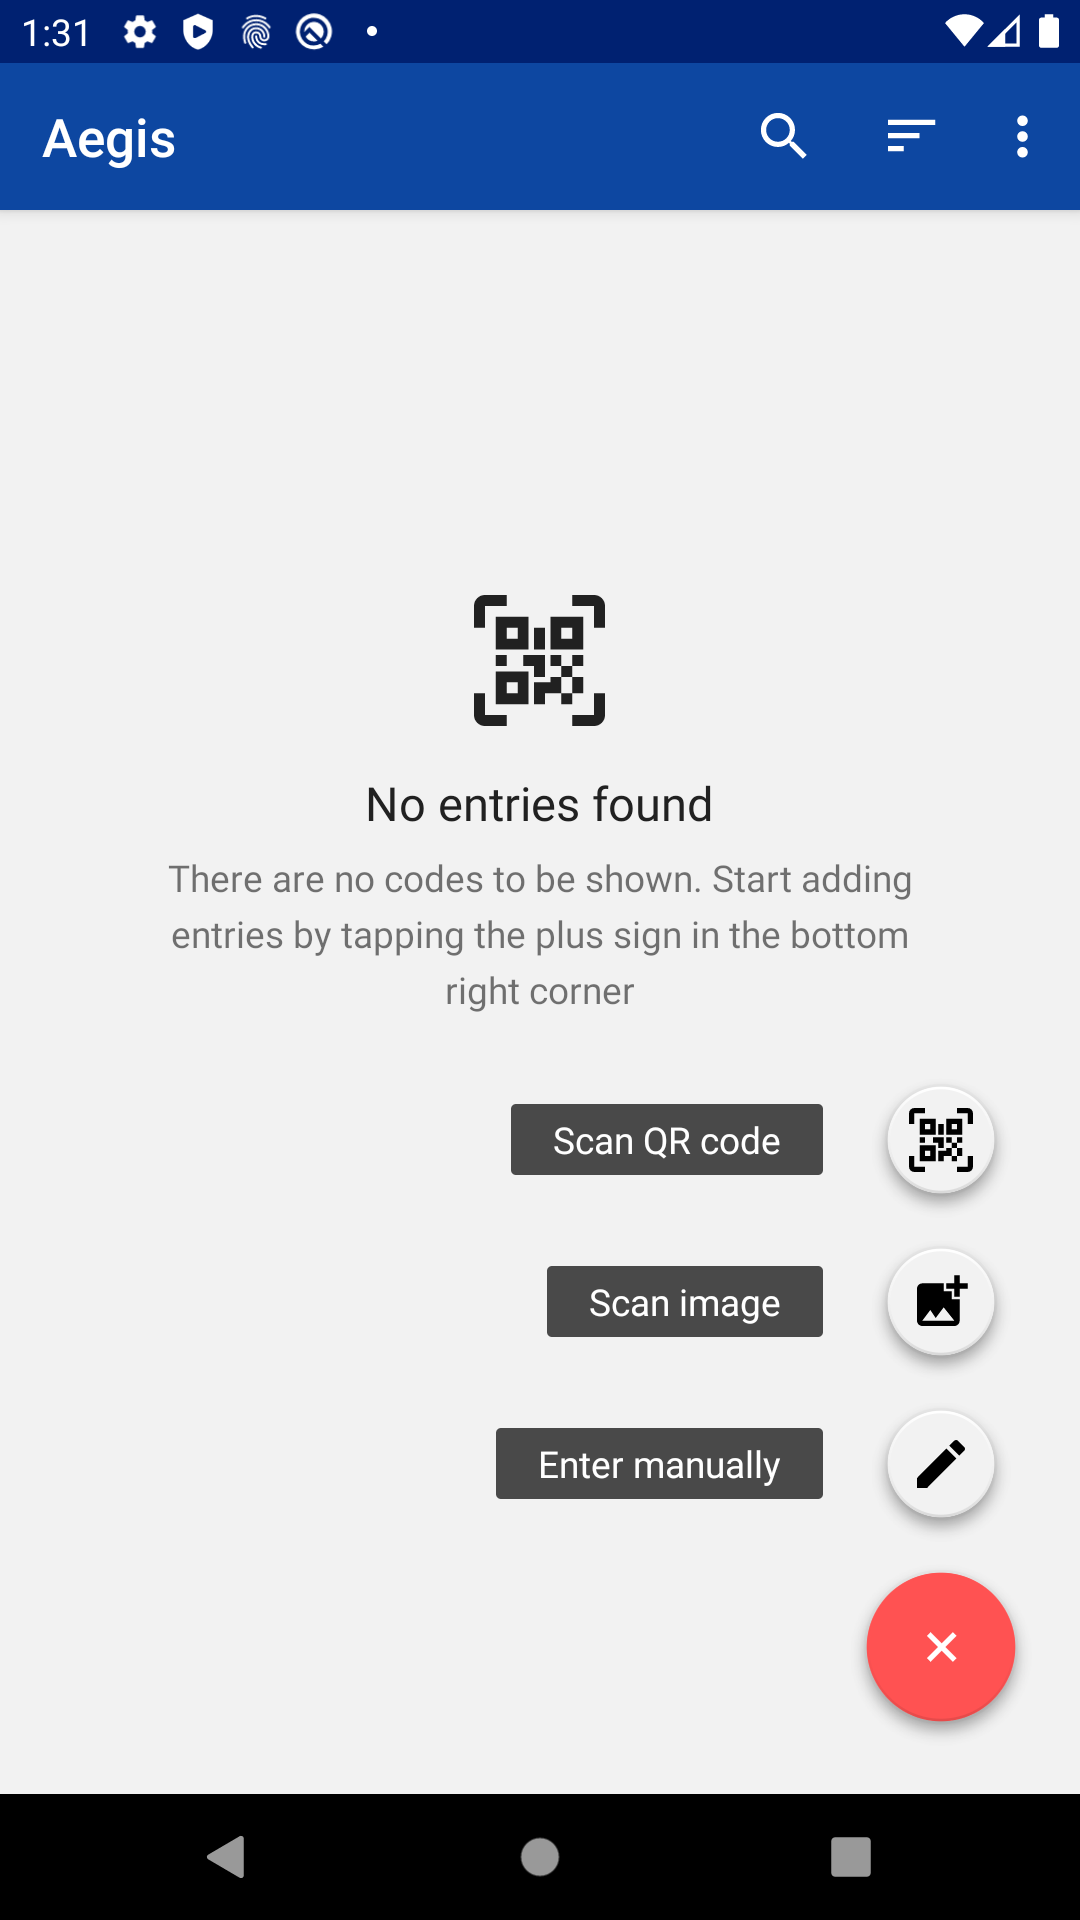 1:31
Aegis
No entries found
There are no codes to be shown. Start adding
entries by tapping the plus sign in the bottom
right corner
Scan QR code
Scan image
Enter manually